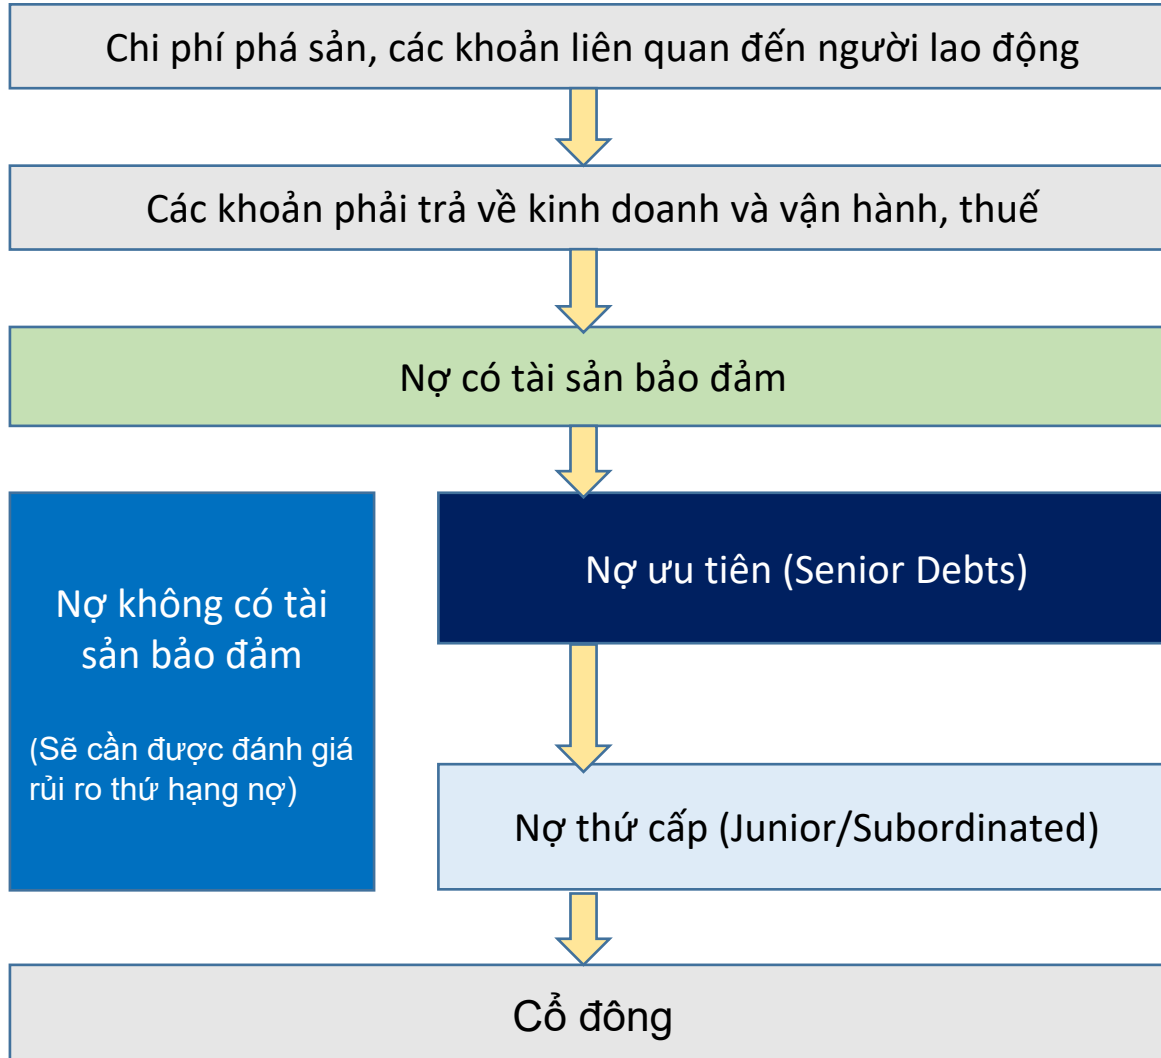 Chi phí phá sản, các khoản liên quan đến người lao động
Các khoản phải trả về kinh doanh và vận hành, thuế
Nợ có tài sản bảo đảm
Nợ không có tài
sản bảo đảm
(Sẽ cần được đánh giá
rủi ro thứ hạng nợ)
Nợ ưu tiên (Senior Debts)
Nợ thứ cấp (Junior/Subordinated)
Cổ đông